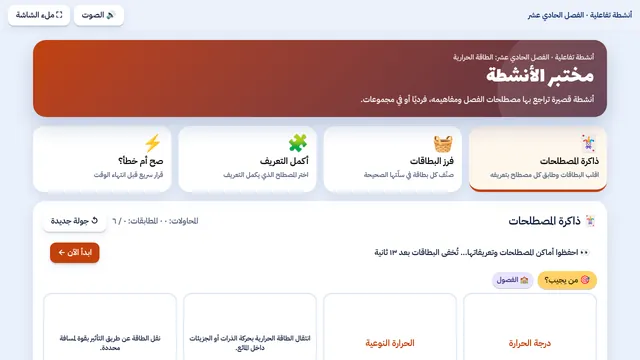 أنشطة تفاعلية - الفصل الحادي عشر
🔊 الصوت
⛶ ملء الشاشة
أنشطة تفاعلية - الفصل الحادي عشر: الطاقة الحرارية
مختبر الأنشطة
أنشطة قصيرة تراجع بها مصطلحات الفصل ومفاهيمه، فرديًا أو في مجموعات.
ذاكرة المصطلحات
اقلب البطاقات وطابق كل مصطلح بتعريفه
فرز البطاقات
صنّف كل بطاقة في سلّتها الصحيحة
أكمل التعريف
اختر المصطلح الذي يكمل التعريف
صح أم خطأ؟
قرار سريع قبل انتهاء الوقت
ذاكرة المصطلحات
المحاولات: ٠ · المطابقات: ٠ / ٦
↺ جولة جديدة
👀 احفظوا أماكن المصطلحات وتعريفاتها... تُخفى البطاقات بعد ١٣ ثانية
ابدأ الآن ←
🎯 من يجيب؟
🏫 الفصول
درجة الحرارة
الحرارة النوعية
انتقال الطاقة الحرارية بحركة الذرات أو الجزيئات
داخل المائع.
نقل الطاقة عن طريق التأثير بقوة لمسافة
محددة.